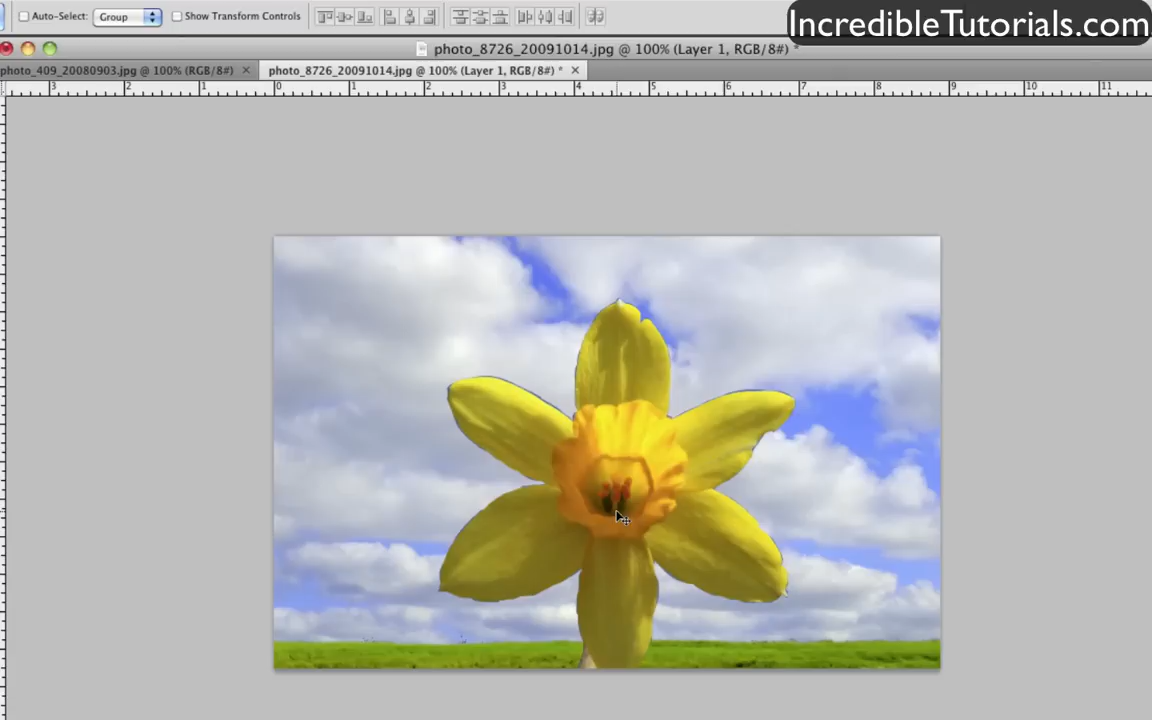 Auto-Select: Group Show Transform Controls
IncredibleTutorials.com
photo_8726_20091014.jpg @ 100% (Layer 1, RGB/8#) *
photo_409_20080903.jpg @ 100% (RGB/8#) photo_8726_20091014.jpg @ 100% (Layer 1, RGB/8#) *
3 2 1 0 1 2 3 4 5 6 7 8 9 10 11